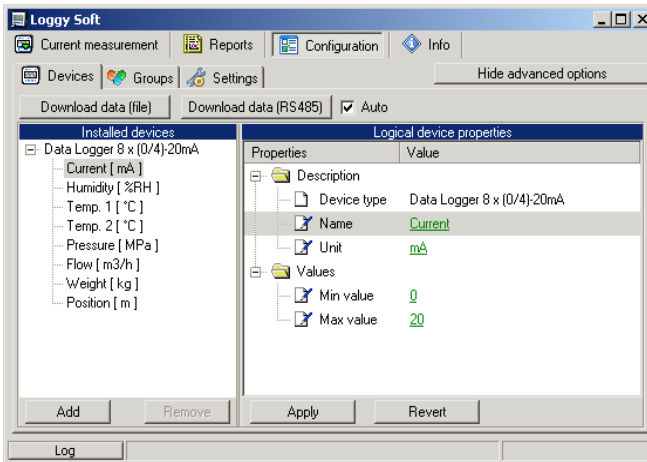 Loggy Soft
Current measurement Reports Configuration Info
Devices Groups Settings Hide advanced options
Download data (file) Download data (RS485) Auto
Installed devices Logical device properties
Data Logger 8 x (0/4)-20mA
Current [ mA ]
Humidity [ %RH ]
Temp. 1 [ °C ]
Temp. 2 [ °C ]
Pressure [ MPa ]
Flow [ m3/h ]
Weight [ kg ]
Position [ m ]
Properties Value
Description
Device type Data Logger 8 x (0/4)-20mA
Name Current
Unit mA
Values
Min value 0
Max value 20
Add Remove Apply Revert
Log